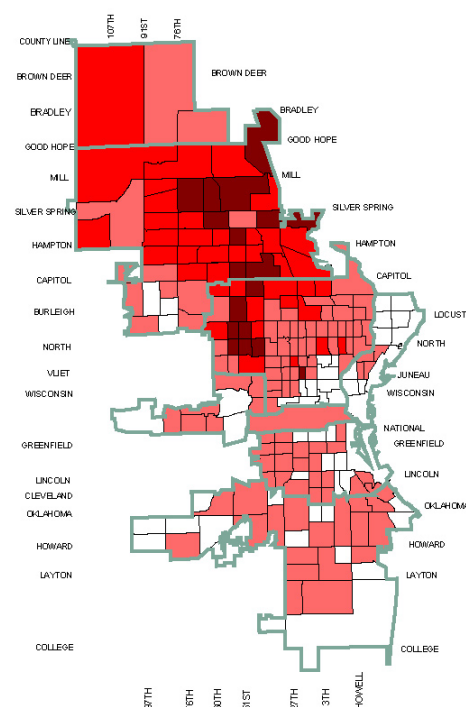 107TH
91ST
76TH
COUNTY LINE
BROWN DEER
BROWN DEER
BRADLEY
BRADLEY
GOOD HOPE
GOOD HOPE
MILL
MILL
SILVER SPRING
SILVER SPRING
HAMPTON
HAMPTON
CAPITOL
CAPITOL
BURLEIGH
LOCUST
NORTH
NORTH
VLIET
JUNEAU
WISCONSIN
WISCONSIN
NATIONAL
GREENFIELD
GREENFIELD
LINCOLN
LINCOLN
CLEVELAND
OKLAHOMA
OKLAHOMA
HOWARD
HOWARD
LAYTON
LAYTON
COLLEGE
COLLEGE